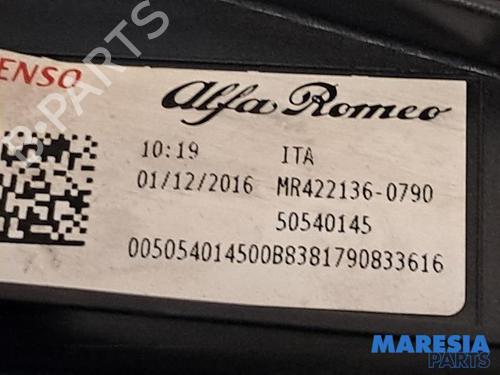 ENSO
Alfa Romeo
10:19 ITA
01/12/2016 MR422136-0790
50540145
005054014500B8381790833616
B-PARTS
MARESIA
PARTS